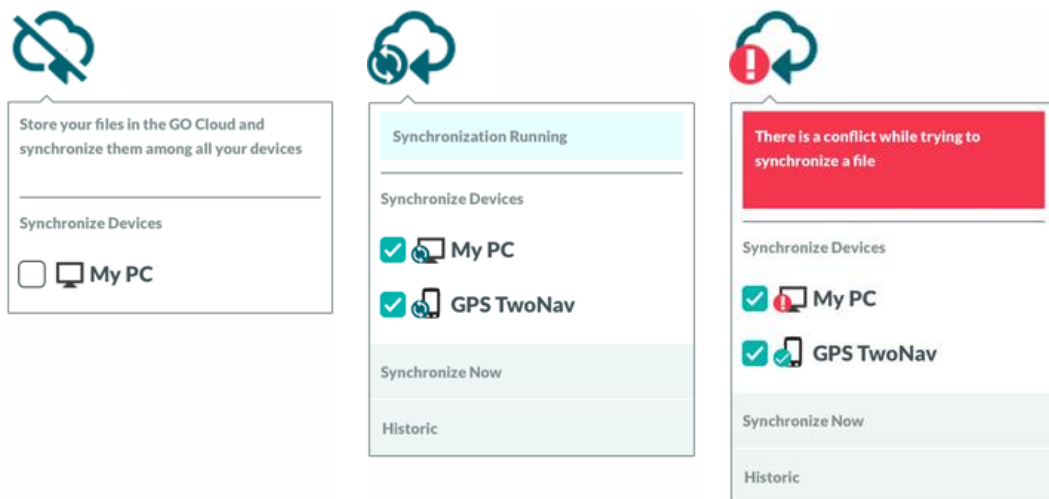 Store your files in the GO Cloud and
synchronize them among all your devices
Synchronize Devices
My PC
Synchronization Running
Synchronize Devices
My PC
GPS TwoNav
Synchronize Now
Historic
There is a conflict while trying to
synchronize a file
Synchronize Devices
My PC
GPS TwoNav
Synchronize Now
Historic